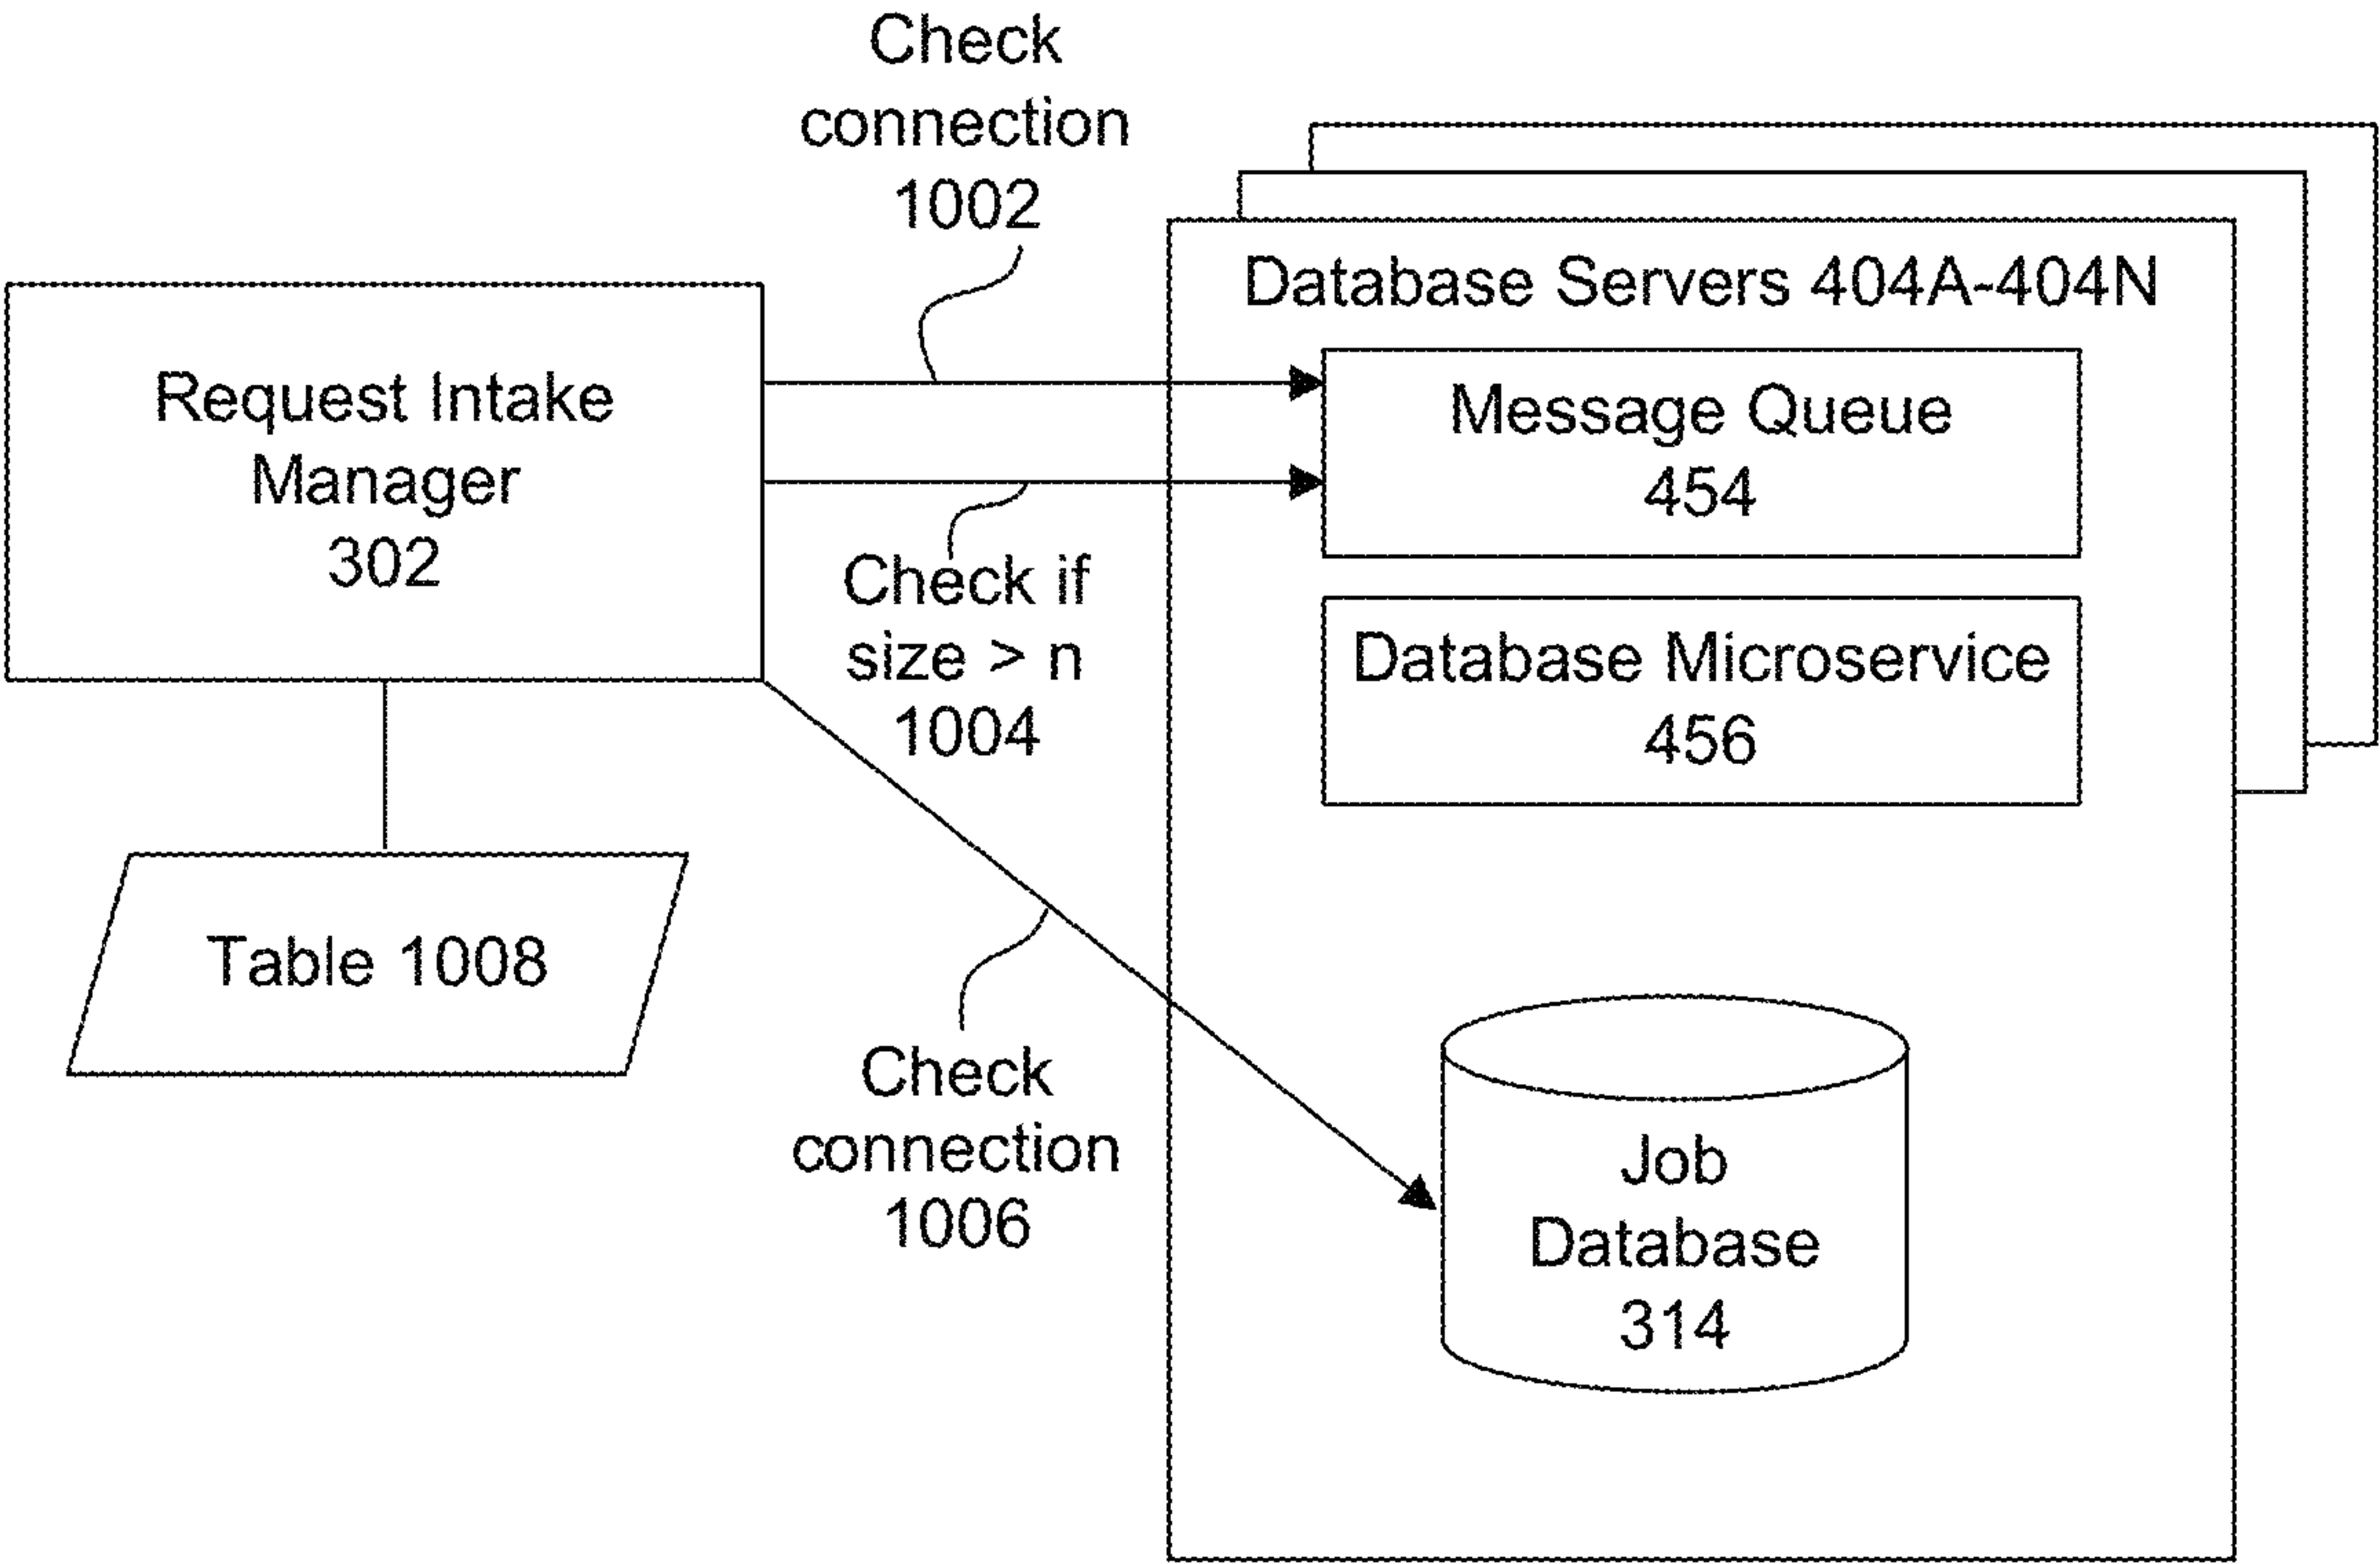 Check
connection
1002
Database Servers 404A-404N
Request Intake
Manager
302
Message Queue
454
Check if
size > n
1004
Database Microservice
456
Table 1008
Check
connection
1006
Job
Database
314